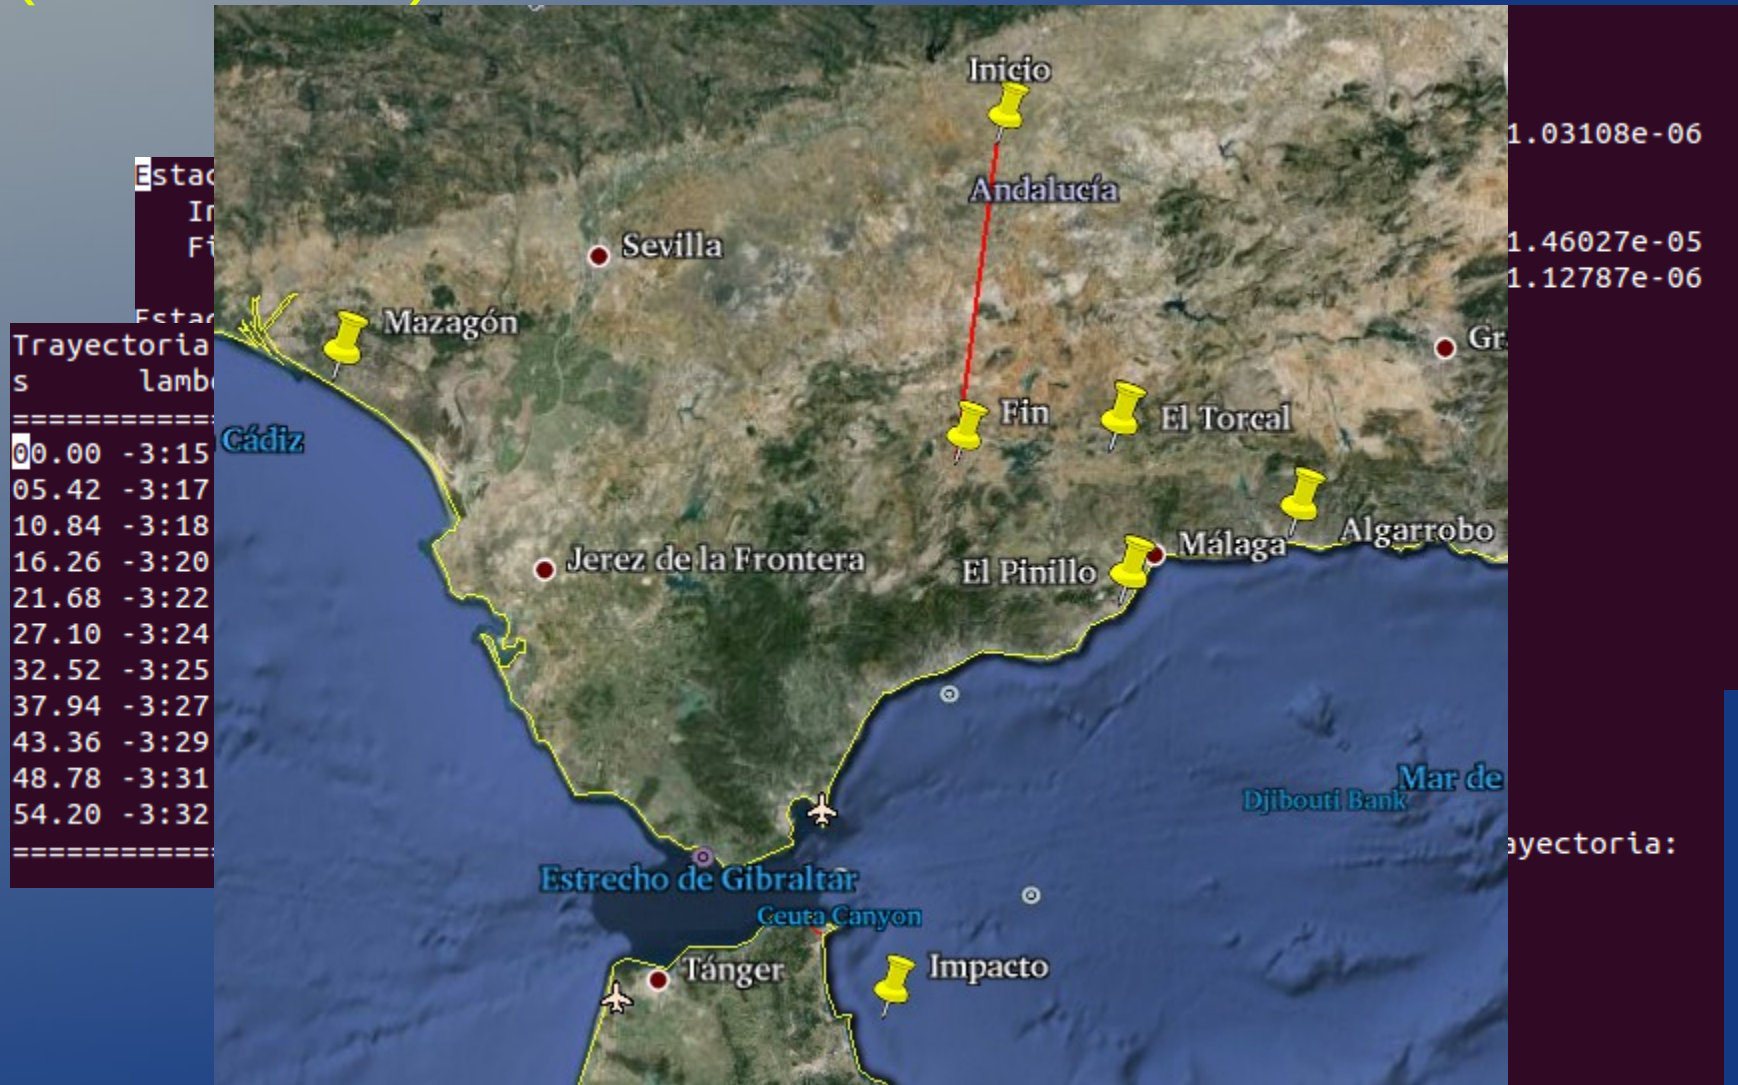 Inicio
1.03108e-06
Estac
Andalucía
In
1.46027e-05
Fi
Sevilla
1.12787e-06
Estac
Mazagón
Trayectoria
Gr
s lambd
============
Fin
El Torcal
Cádiz
00.00 -3:15
05.42 -3:17
10.84 -3:18
Algarrobo
Málaga
16.26 -3:20
Jerez de la Frontera
El Pinillo
21.68 -3:22
27.10 -3:24
32.52 -3:25
37.94 -3:27
43.36 -3:29
48.78 -3:31
Mar de
Djibouti Bank
54.20 -3:32
============
ayectoria:
Estrecho de Gibraltar
Ceuta Canyon
Tánger
Impacto